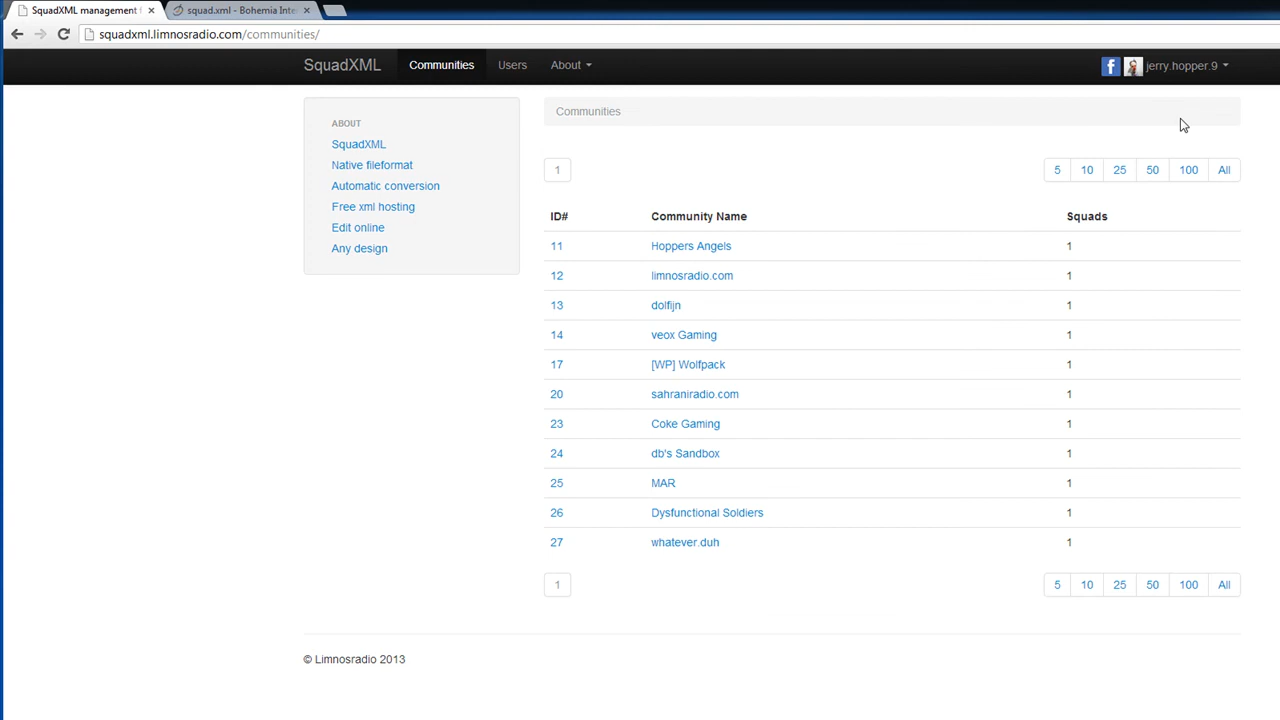 SquadXML management f
squad.xml - Bohemia Inte
squadxml.limnosradio.com/communities/
SquadXML Communities Users About jerry.hopper.9
ABOUT
SquadXML
Native fileformat
Automatic conversion
Free xml hosting
Edit online
Any design
Communities
1 5 10 25 50 100 All
ID# Community Name Squads
11 Hoppers Angels 1
12 limnosradio.com 1
13 dolfijn 1
14 veox Gaming 1
17 [WP] Wolfpack 1
20 sahraniradio.com 1
23 Coke Gaming 1
24 db's Sandbox 1
25 MAR 1
26 Dysfunctional Soldiers 1
27 whatever.duh 1
1 5 10 25 50 100 All
© Limnosradio 2013